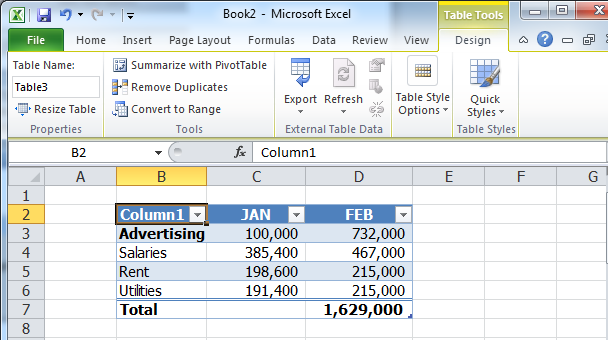 Book2 - Microsoft Excel
Table Tools
File Home Insert Page Layout Formulas Data Review View Design
Table Name:
Table3
Resize Table
Properties
Summarize with PivotTable
Remove Duplicates
Convert to Range
Tools
Export Refresh
External Table Data
Table Style
Options
Quick
Styles
Table Styles
B2 fx Column1
A B C D E F G
1
2 Column1 JAN FEB
3 Advertising 100,000 732,000
4 Salaries 385,400 467,000
5 Rent 198,600 215,000
6 Utilities 191,400 215,000
7 Total 1,629,000
8